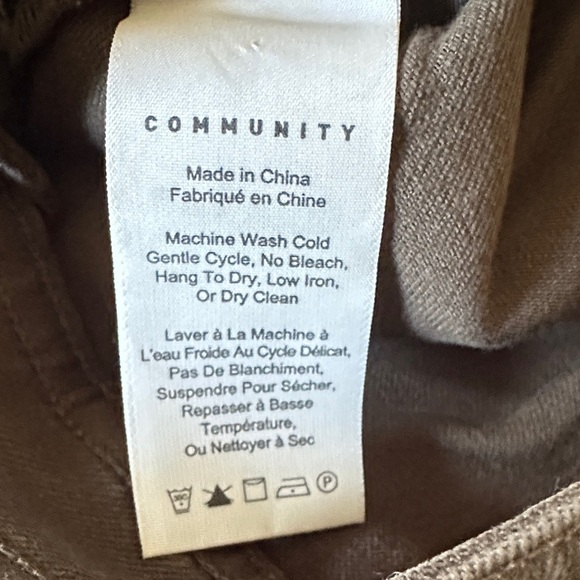 COMMUNITY
Made in China
Fabriqué en Chine
Machine Wash Cold
Gentle Cycle, No Bleach,
Hang To Dry, Low Iron,
Or Dry Clean
Laver à La Machine à
L'eau Froide Au Cycle Délicat,
Pas De Blanchiment,
Suspendre Pour Sécher,
Repasser à Basse
Température,
Ou Nettoyer à Sec
30C P